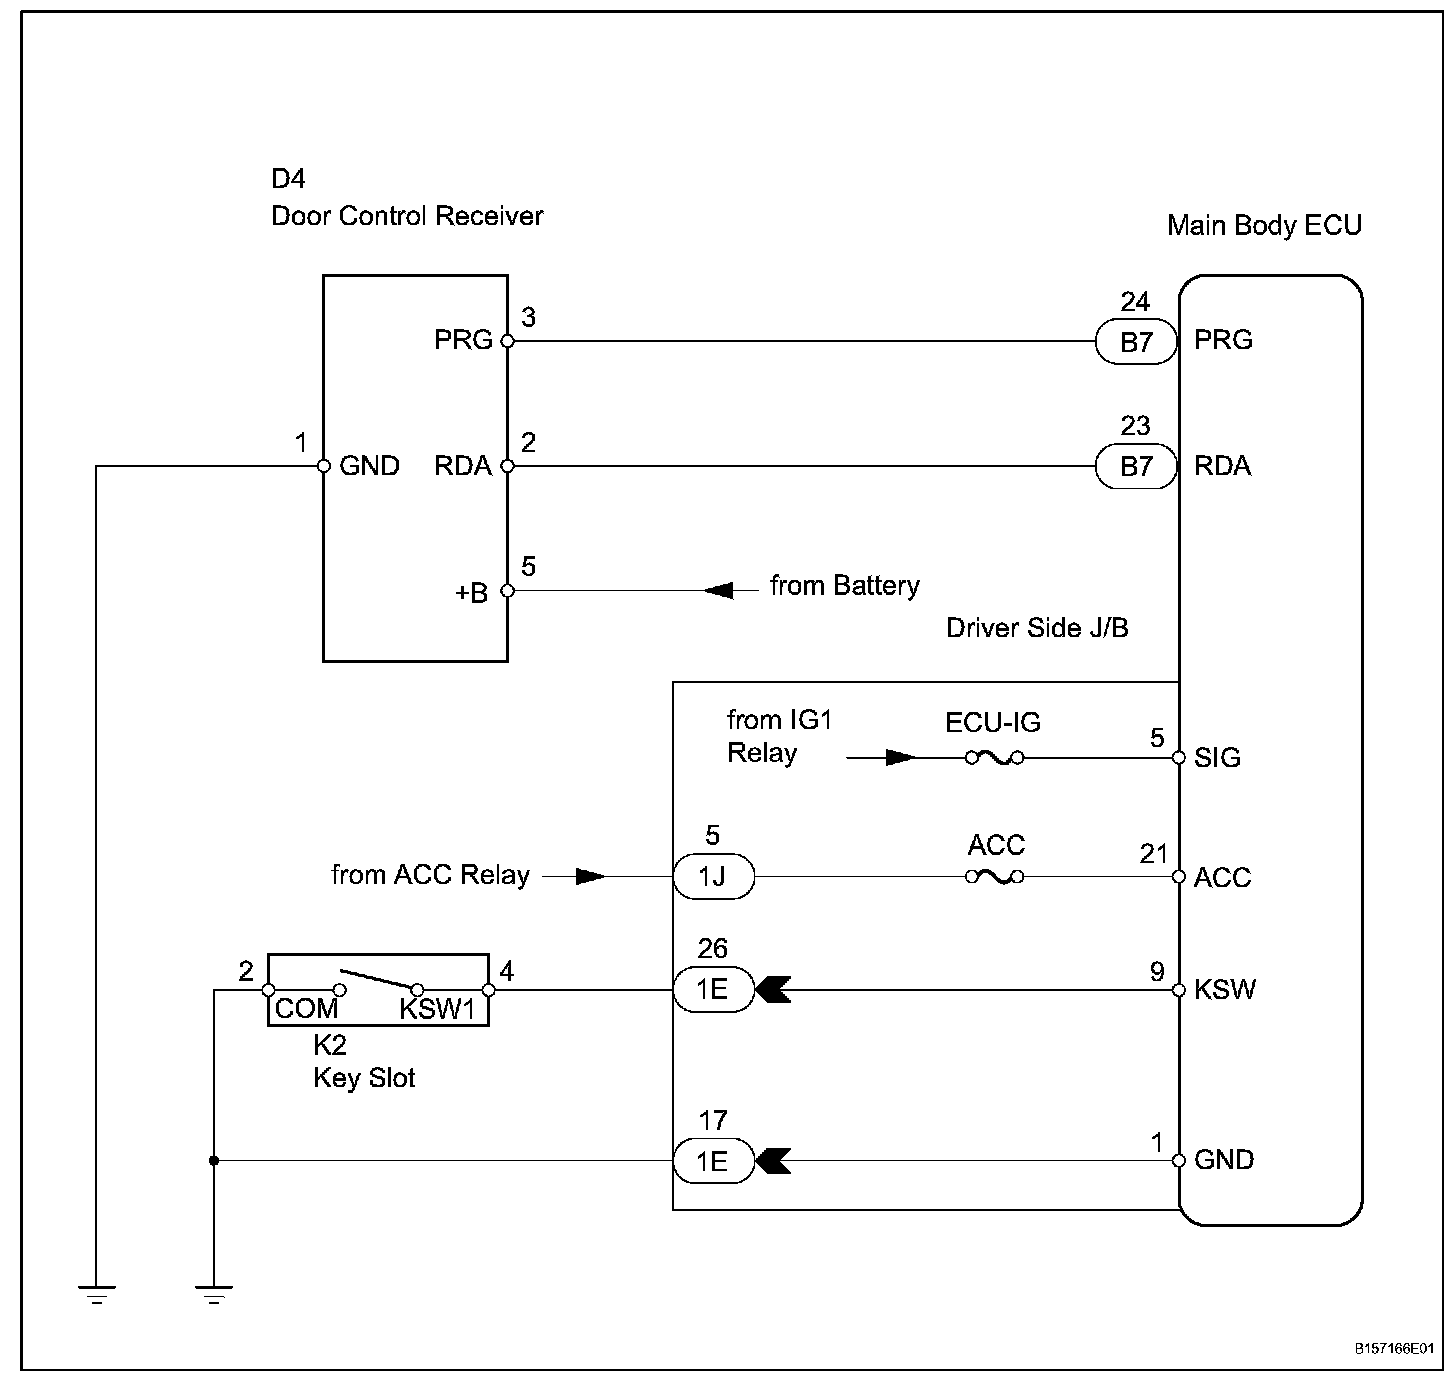 D4
Door Control Receiver
Main Body ECU
3
24
PRG
B7
PRG
1
2
23
GND
RDA
B7
RDA
5
+B
from Battery
Driver Side J/B
from IG1
Relay
ECU-IG
5
SIG
5
ACC
21
from ACC Relay
1J
ACC
2
4
26
9
COM
KSW1
1E
KSW
K2
Key Slot
17
1
1E
GND
B157166E01